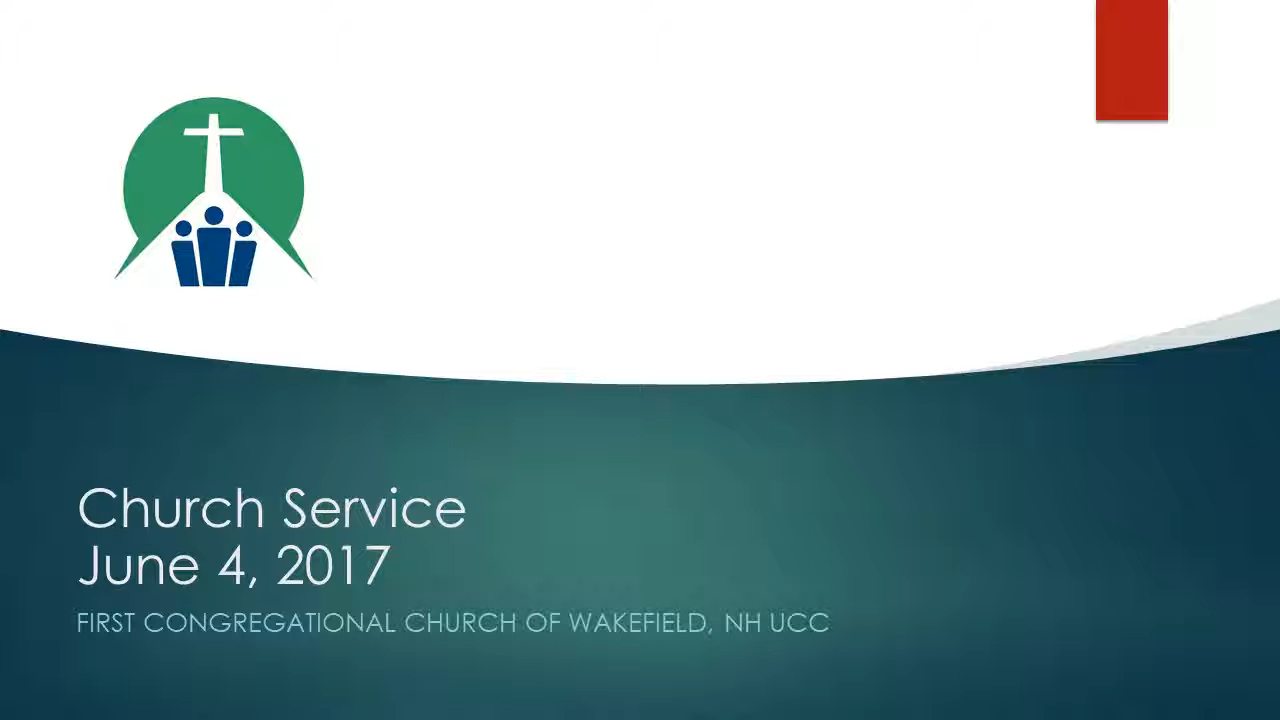 Church Service
June 4, 2017
FIRST CONGREGATIONAL CHURCH OF WAKEFIELD, NH UCC